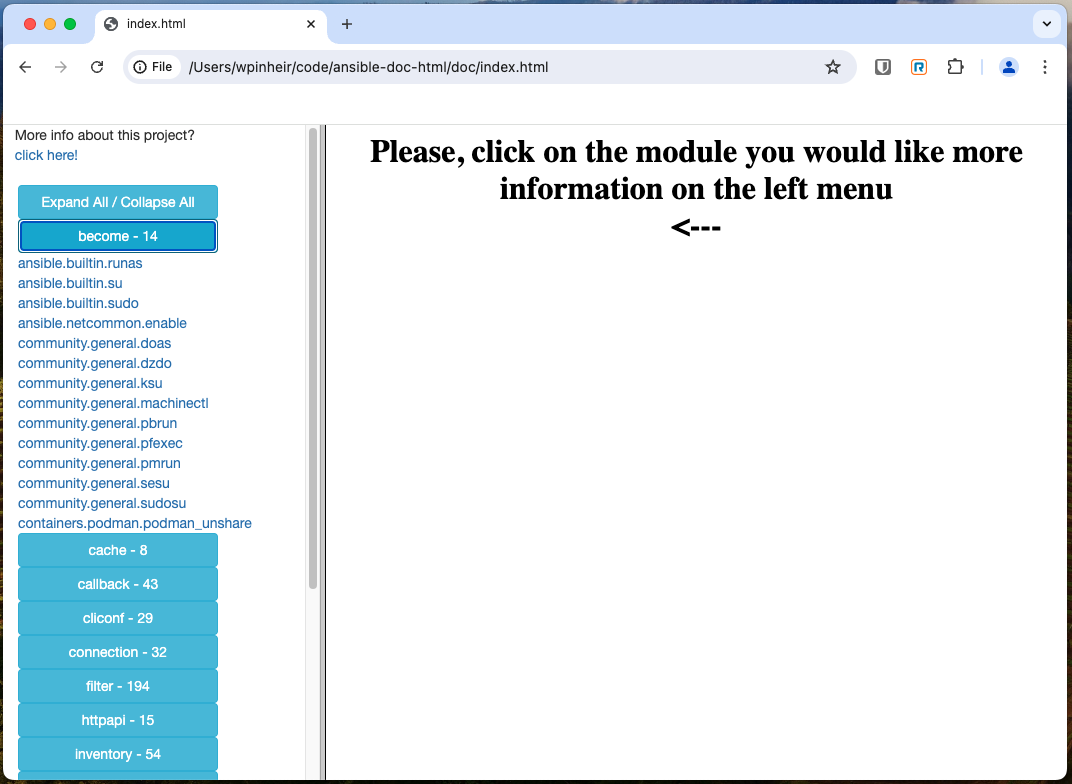 index.html
File
/Users/wpinheir/code/ansible-doc-html/doc/index.html
More info about this project?
click here!
Expand All / Collapse All
become - 14
ansible.builtin.runas
ansible.builtin.su
ansible.builtin.sudo
ansible.netcommon.enable
community.general.doas
community.general.dzdo
community.general.ksu
community.general.machinectl
community.general.pbrun
community.general.pfexec
community.general.pmrun
community.general.sesu
community.general.sudosu
containers.podman.podman_unshare
cache - 8
callback - 43
cliconf - 29
connection - 32
filter - 194
httpapi - 15
inventory - 54
Please, click on the module you would like more
information on the left menu
<---